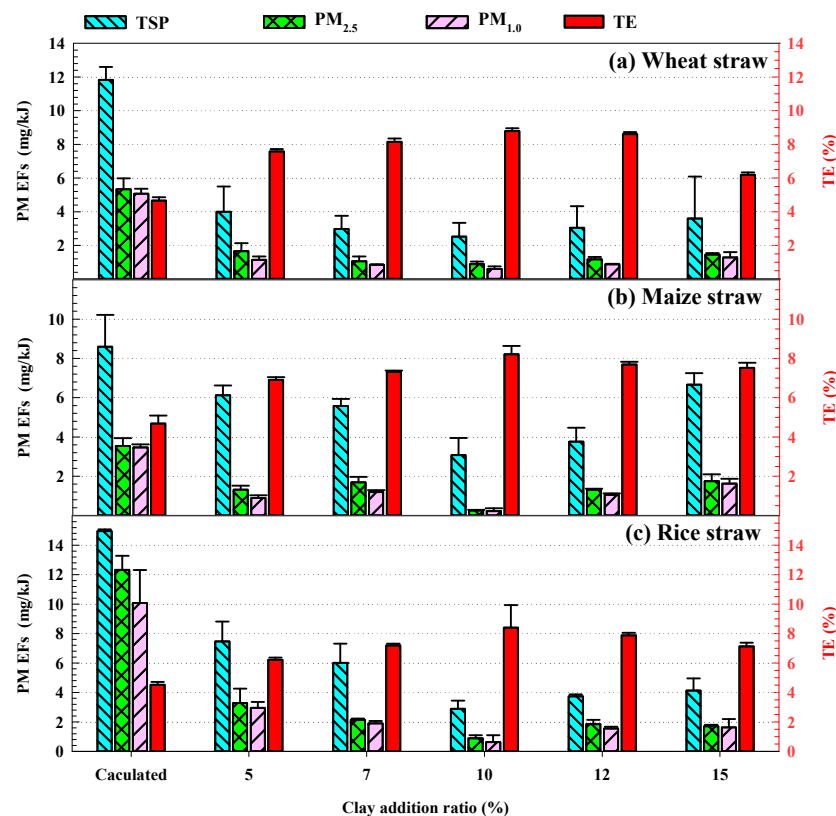 TSP PM2.5 PM1.0 TE
(a) Wheat straw
14 12 10 8 6 4 2
PM EFs (mg/kJ)
14 12 10 8 6 4 2
TE (%)
(b) Maize straw
10 8 6 4 2
PM EFs (mg/kJ)
10 8 6 4 2
TE (%)
(c) Rice straw
14 12 10 8 6 4 2 0
PM EFs (mg/kJ)
14 12 10 8 6 4 2 0
TE (%)
Caculated 5 7 10 12 15
Clay addition ratio (%)